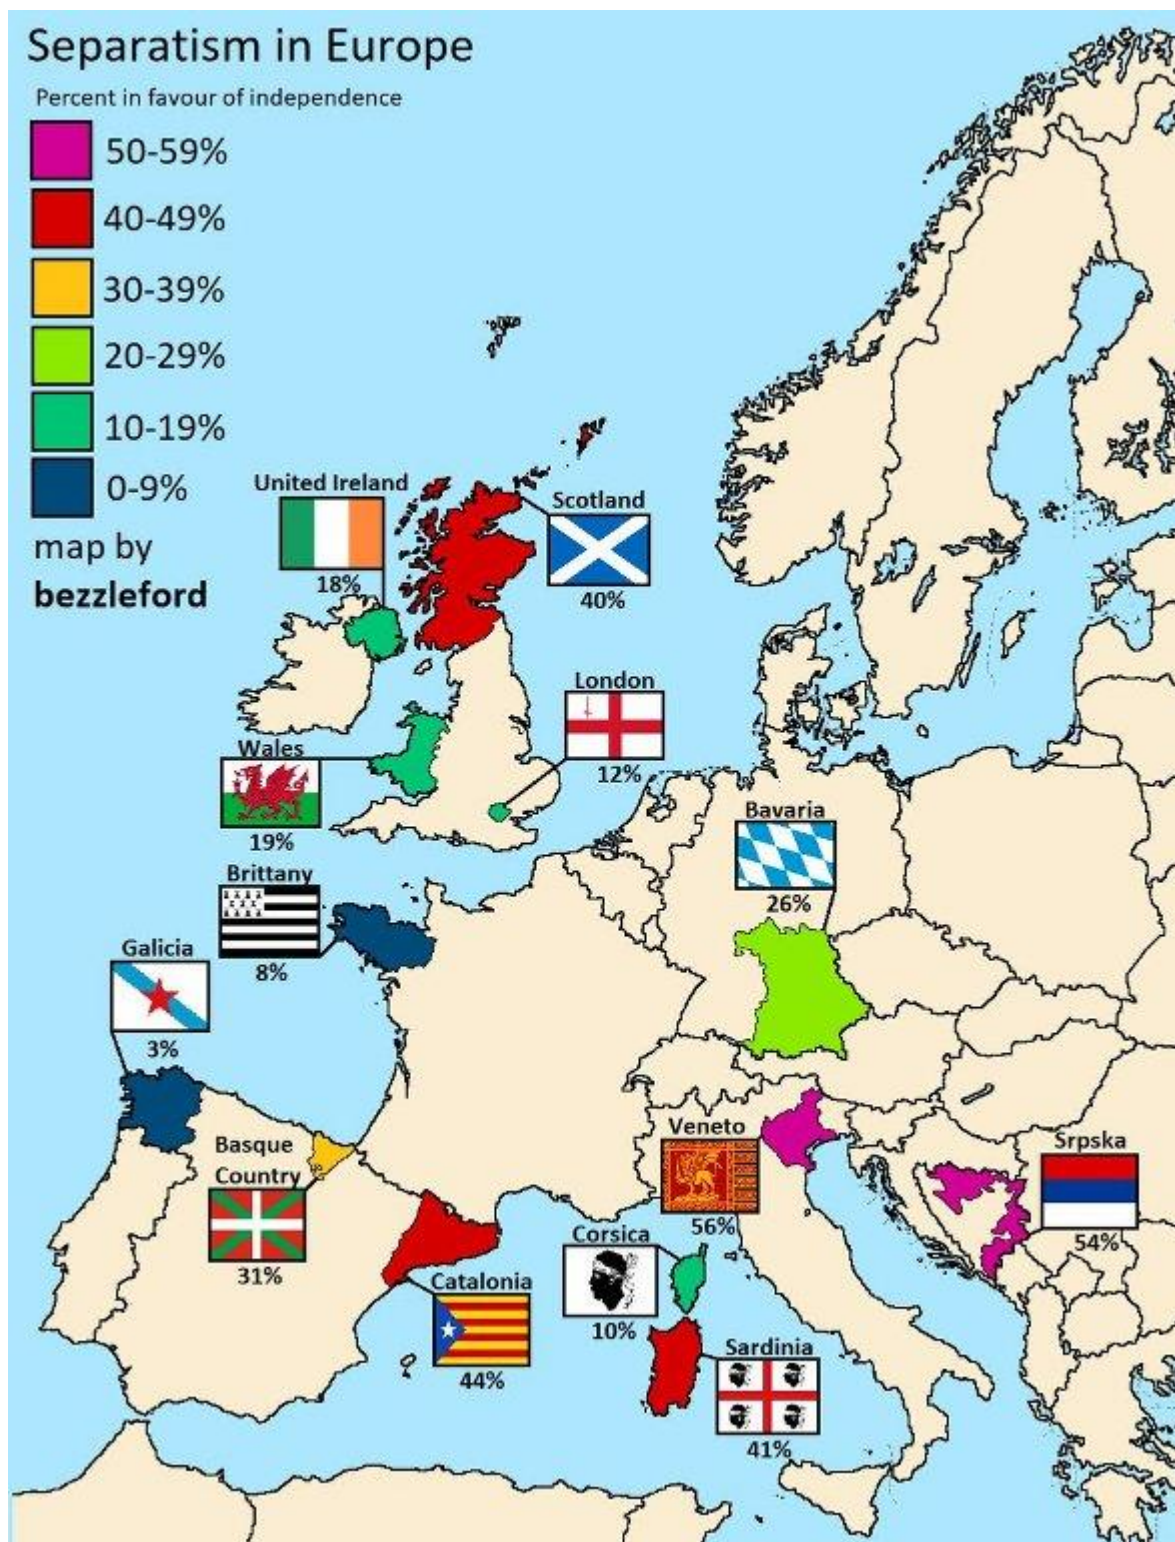 Separatism in Europe
Percent in favour of independence
50-59%
40-49%
30-39%
20-29%
10-19%
0-9%
map by
bezzleford
United Ireland
18%
Scotland
40%
London
12%
Wales
19%
Bavaria
26%
Brittany
8%
Galicia
3%
Basque
Country
31%
Veneto
56%
Srpska
54%
Corsica
10%
Catalonia
44%
Sardinia
41%